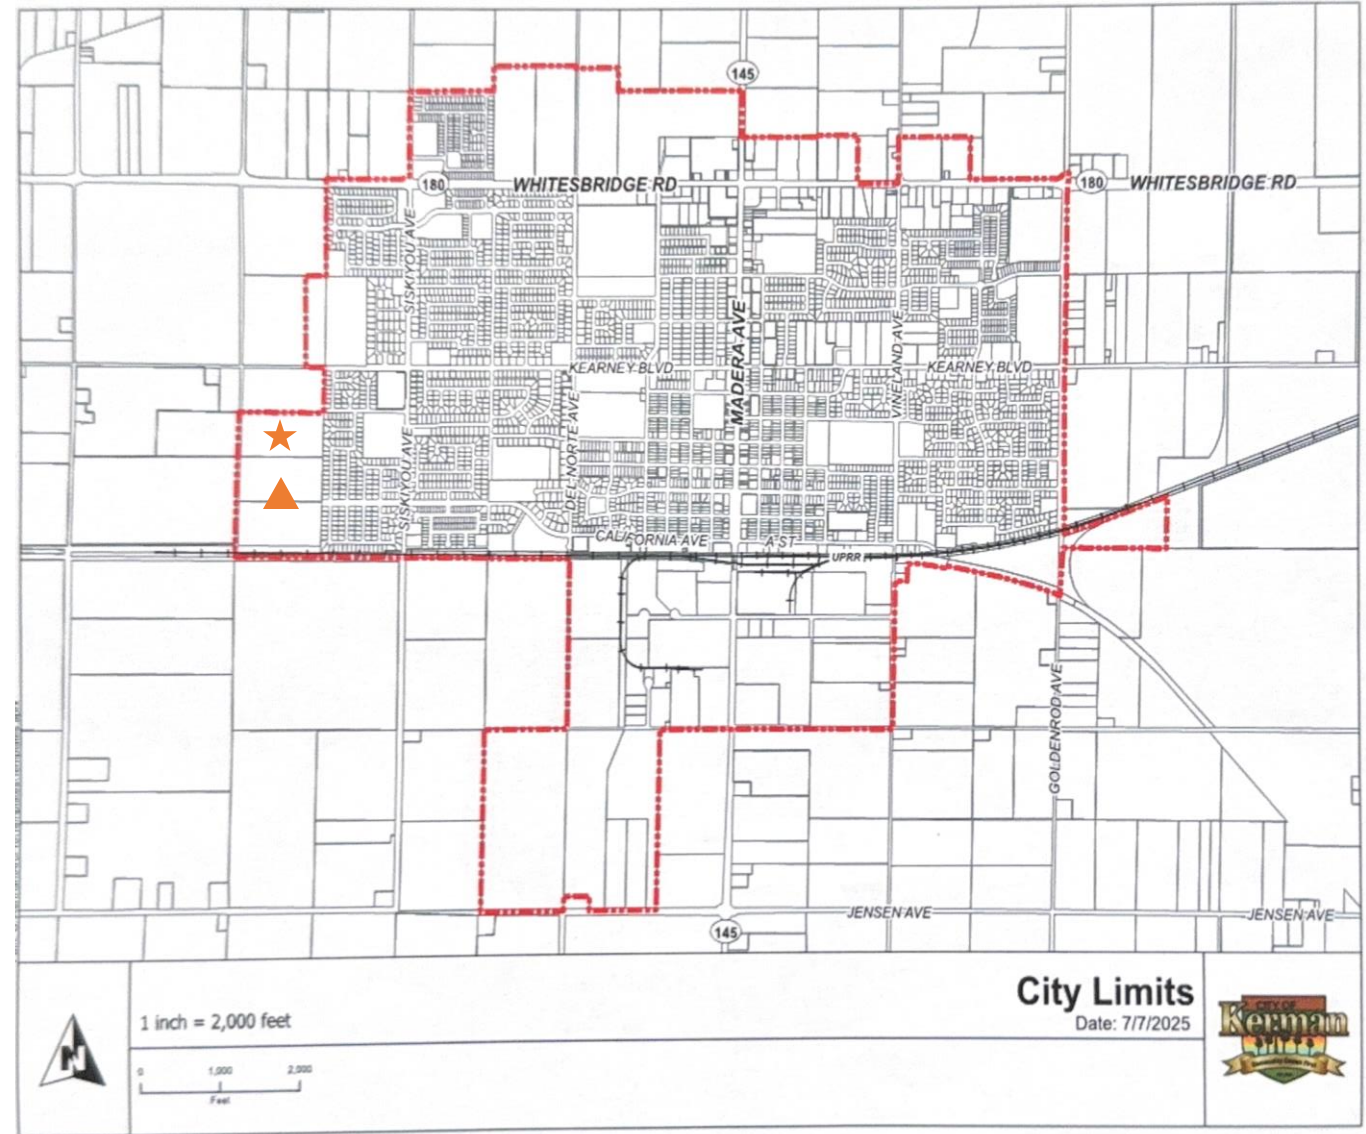 145
180
WHITESBRIDGE RD
180
WHITESBRIDGE RD
SISKIYOU AVE
MADERA AVE
VINELAND AVE
KEARNEY BLVD
KEARNEY BLVD
DEL NORTE AVE
SISKIYOU AVE
CALIFORNIA AVE
A ST
UPRR
GOLDENROD AVE
JENSEN AVE
JENSEN AVE
145
N
1 inch = 2,000 feet
0 1,000 2,000
Feet
City Limits
Date: 7/7/2025
CITY OF
Kerman